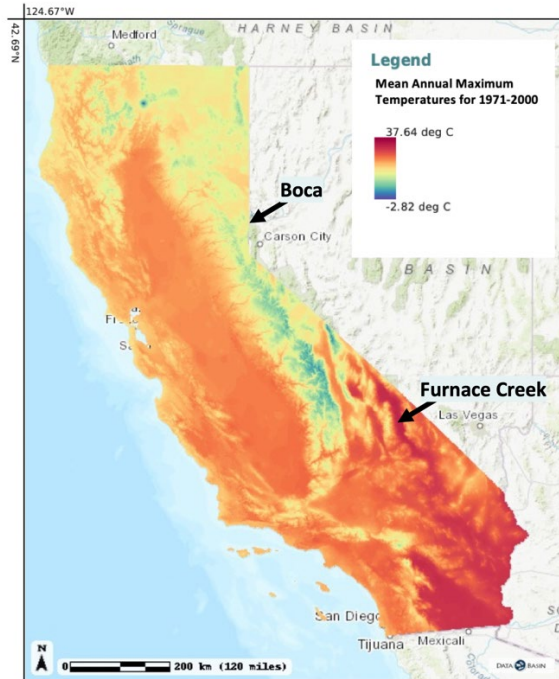 124.67°W
42.69°N
HARNEY BASIN
Medford
Legend
Mean Annual Maximum
Temperatures for 1971-2000
37.64 deg C
-2.82 deg C
Boca
Carson City
BASIN
Furnace Creek
Las Vegas
San Diego
Tijuana
Mexicali
N
0
200 km (120 miles)
DATA BASIN